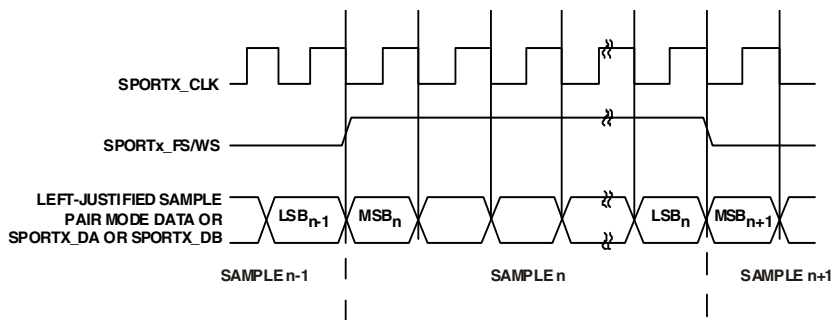 SPORTX_CLK
SPORTx_FS/WS
LEFT-JUSTIFIED SAMPLE
PAIR MODE DATA OR
SPORTX_DA OR SPORTX_DB
LSBn-1
MSBn
LSBn
MSBn+1
SAMPLE n-1
SAMPLE n
SAMPLE n+1